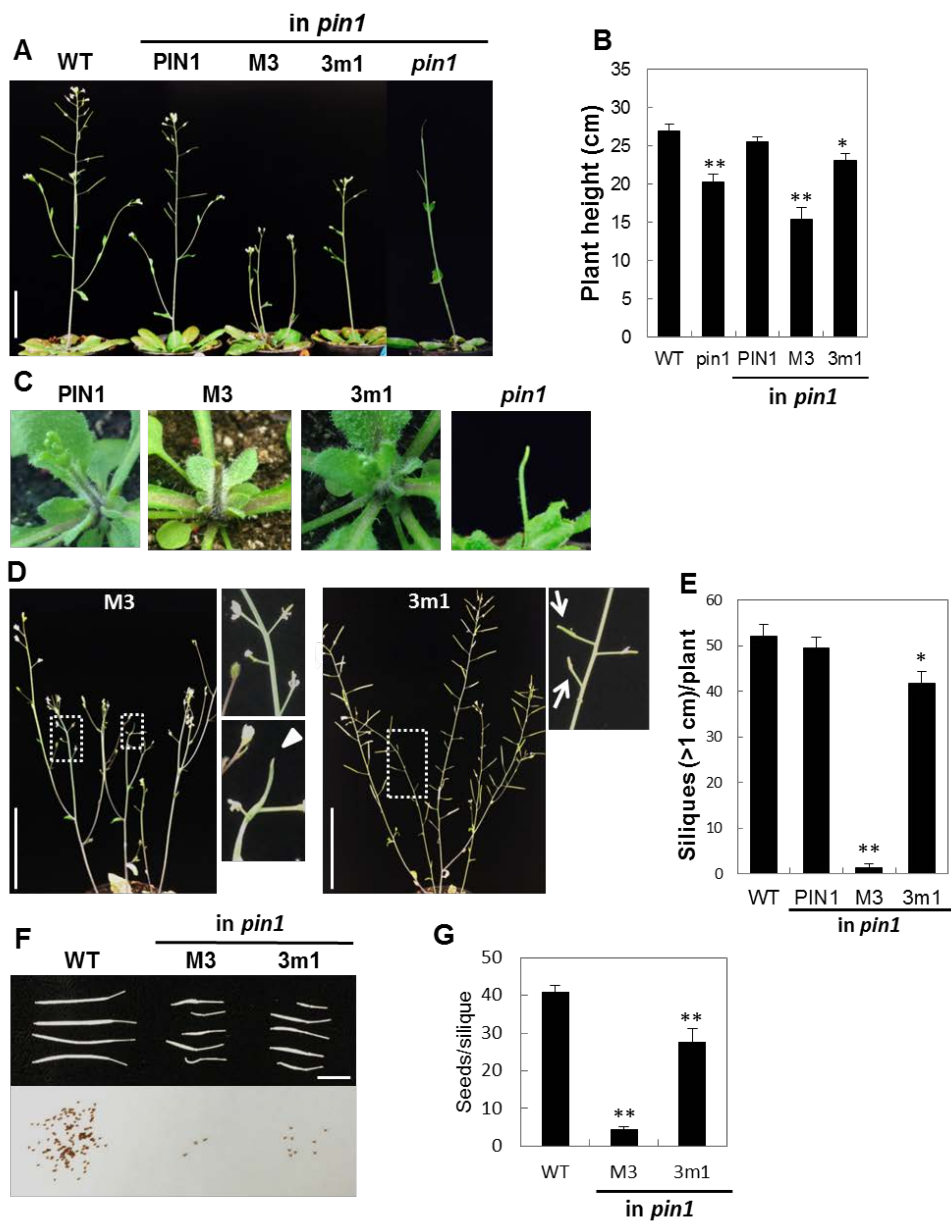 in pin1
A
WT PIN1 M3 3m1 pin1
B
Plant height (cm)
35
30
25
20
15
10
5
0
** ** *
WT pin1 PIN1 M3 3m1
in pin1
C
PIN1 M3 3m1 pin1
D
M3 3m1
E
Siliques (>1 cm)/plant
60
50
40
30
20
10
0
** *
WT PIN1 M3 3m1
in pin1
F
in pin1
WT M3 3m1
G
Seeds/silique
50
40
30
20
10
0
** **
WT M3 3m1
in pin1